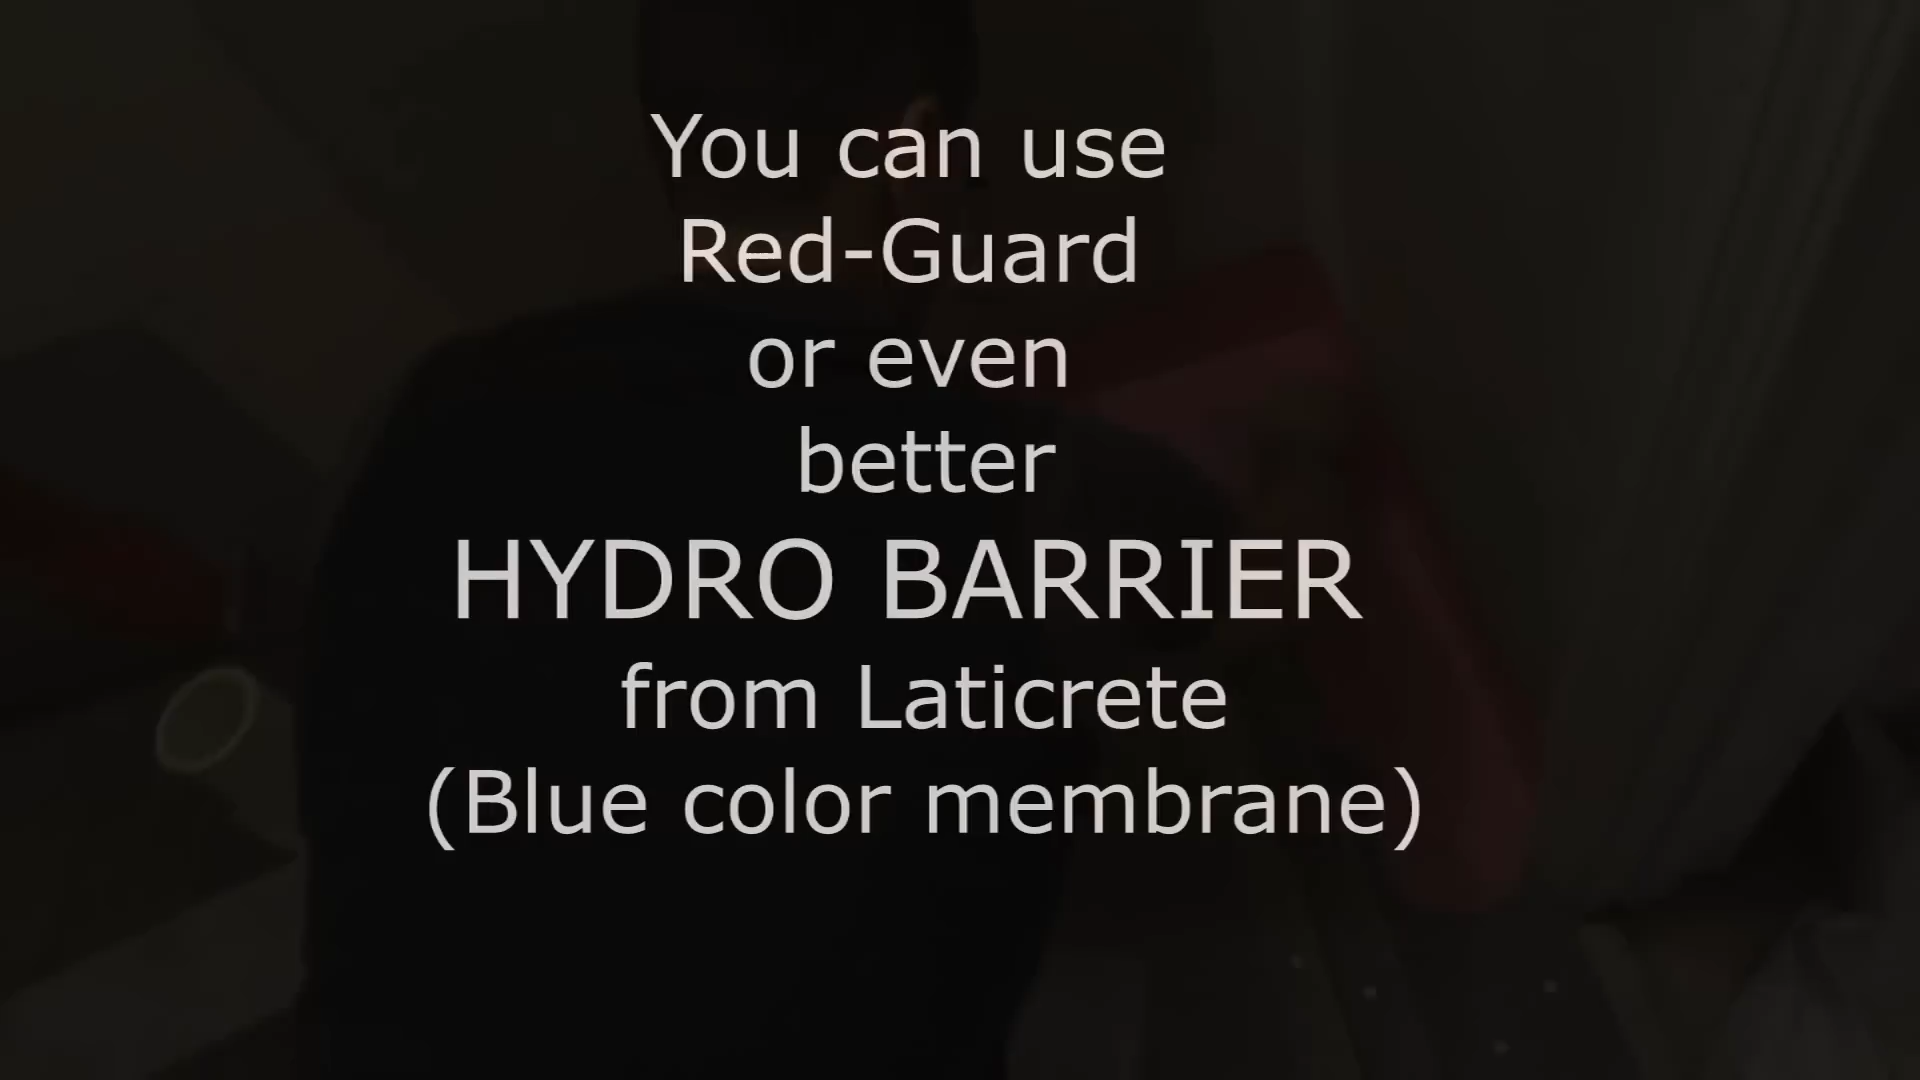 You can use
Red-Guard
or even
better
HYDRO BARRIER
from Laticrete
(Blue color membrane)